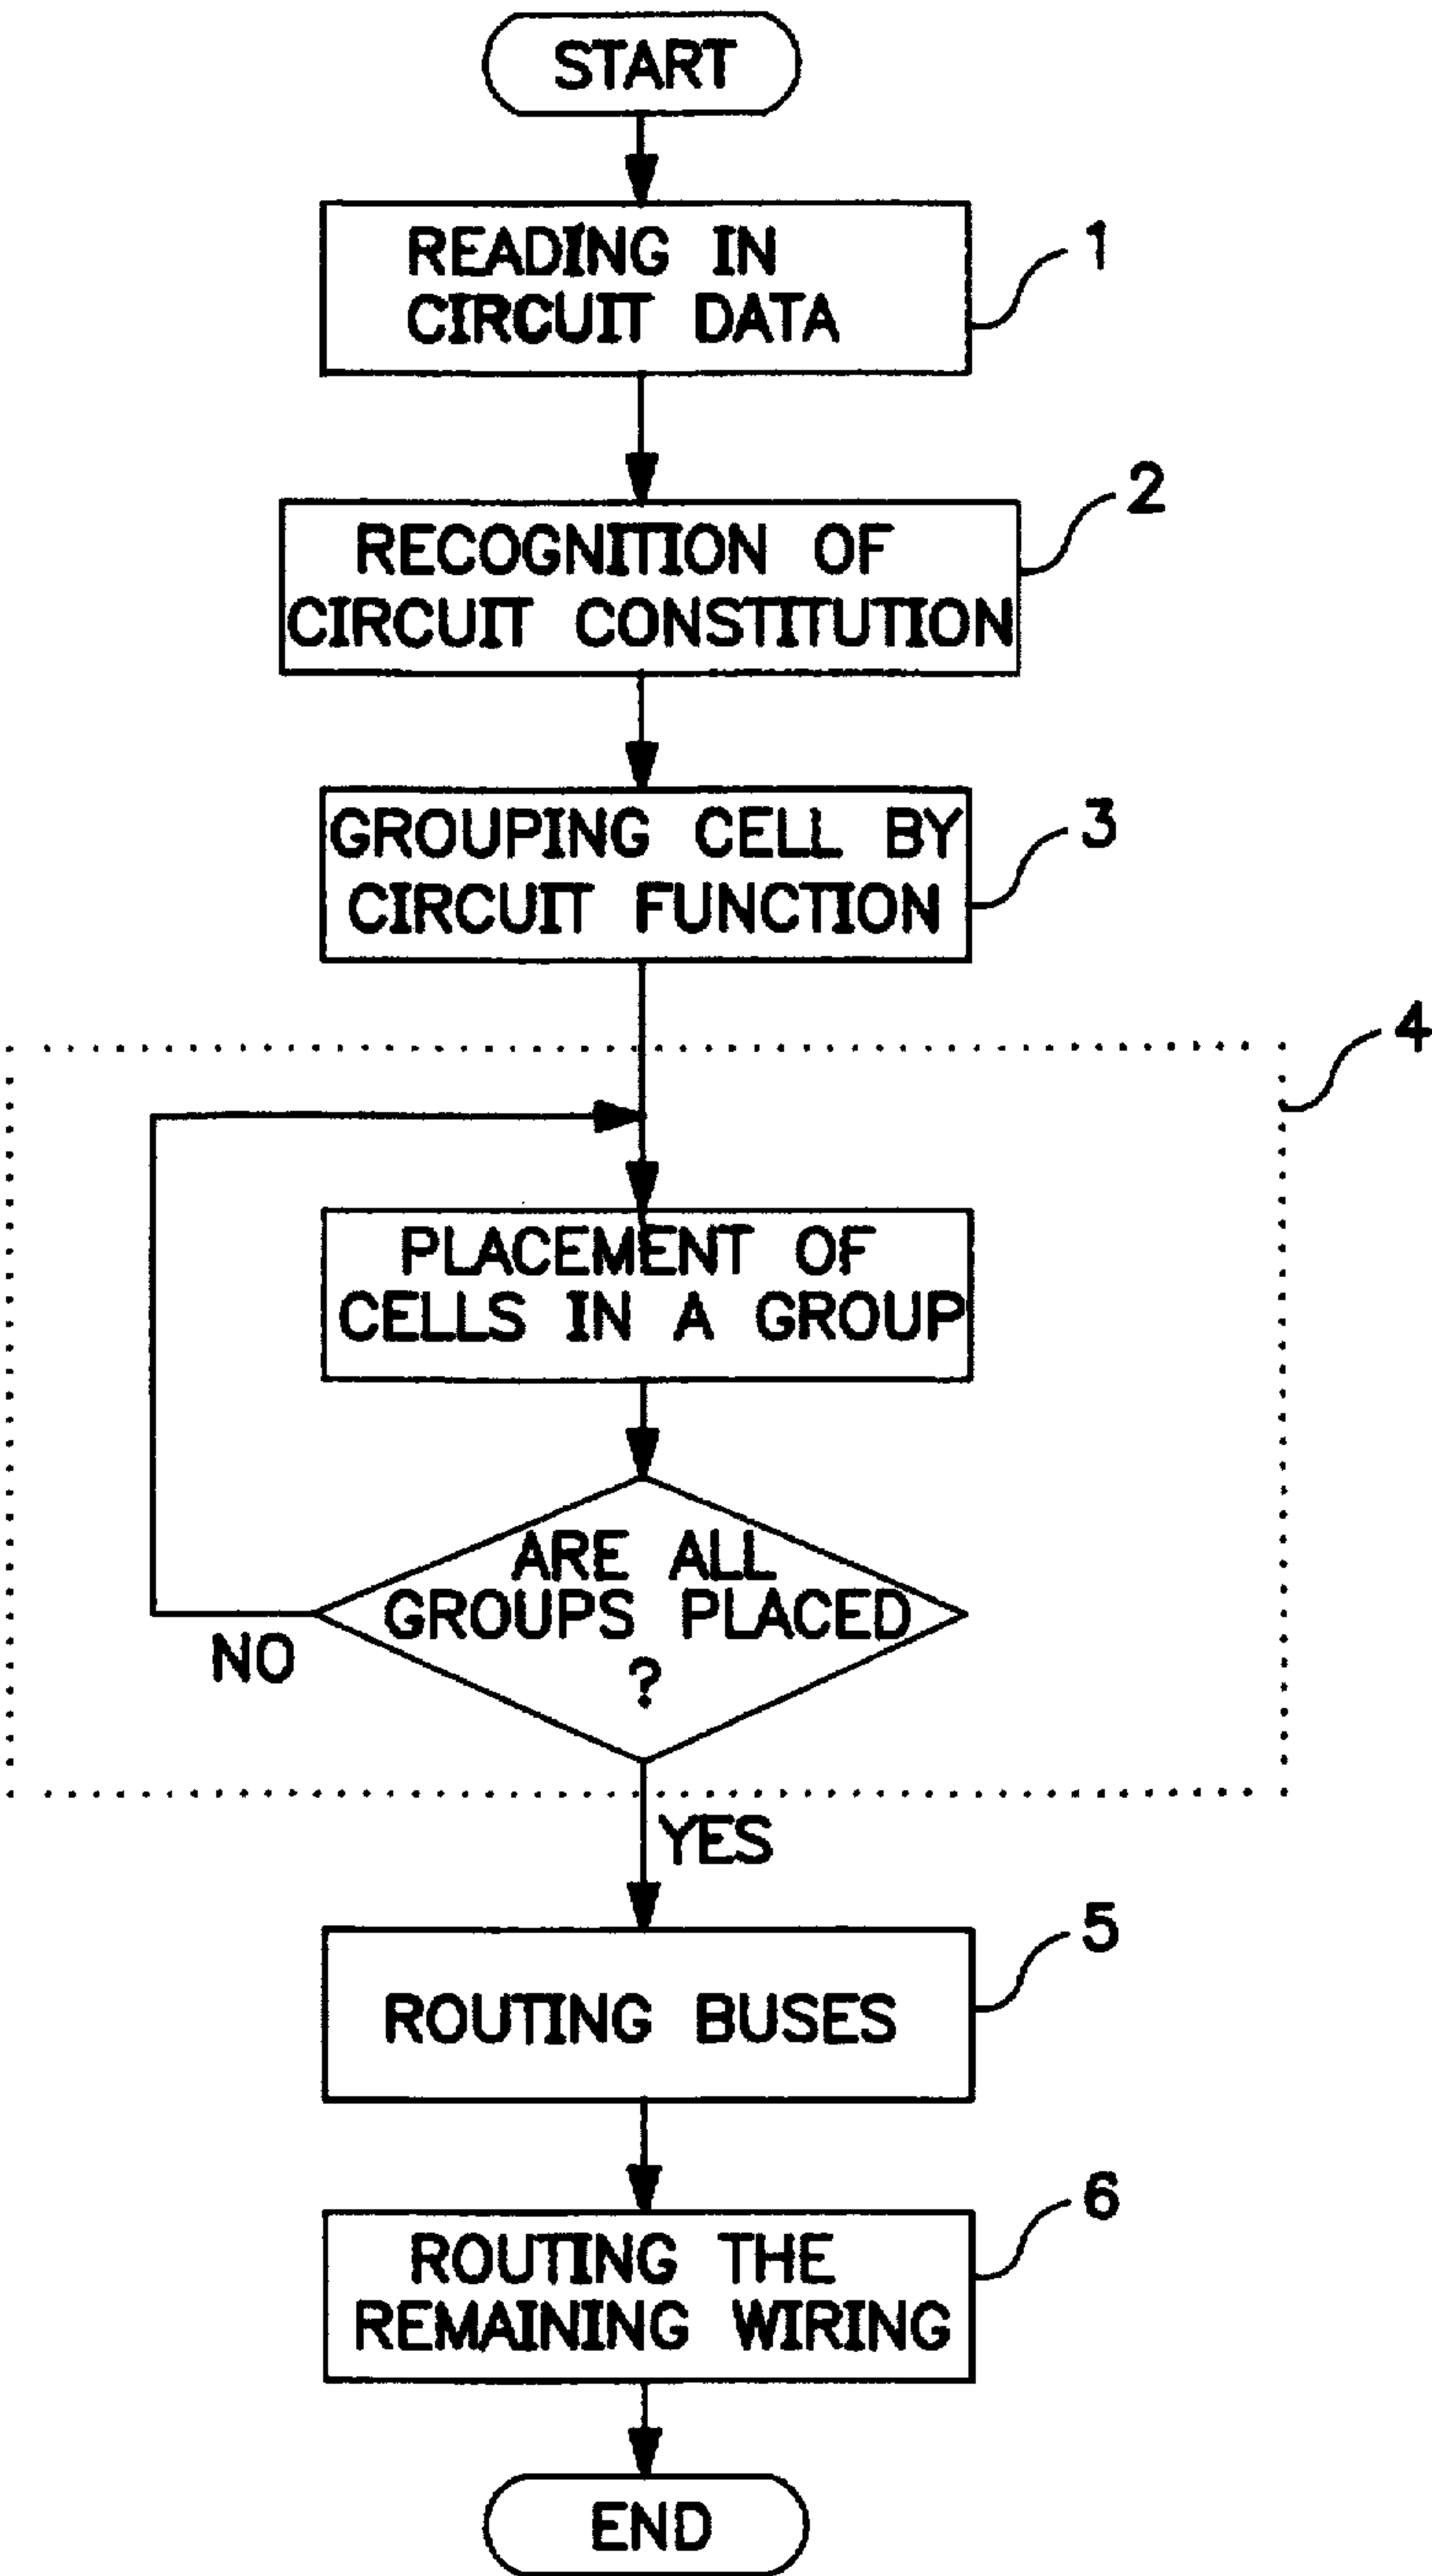 START
READING IN
CIRCUIT DATA
1
RECOGNITION OF
CIRCUIT CONSTITUTION
2
GROUPING CELL BY
CIRCUIT FUNCTION
3
4
PLACEMENT OF
CELLS IN A GROUP
ARE ALL
GROUPS PLACED
?
NO
YES
ROUTING BUSES
5
ROUTING THE
REMAINING WIRING
6
END